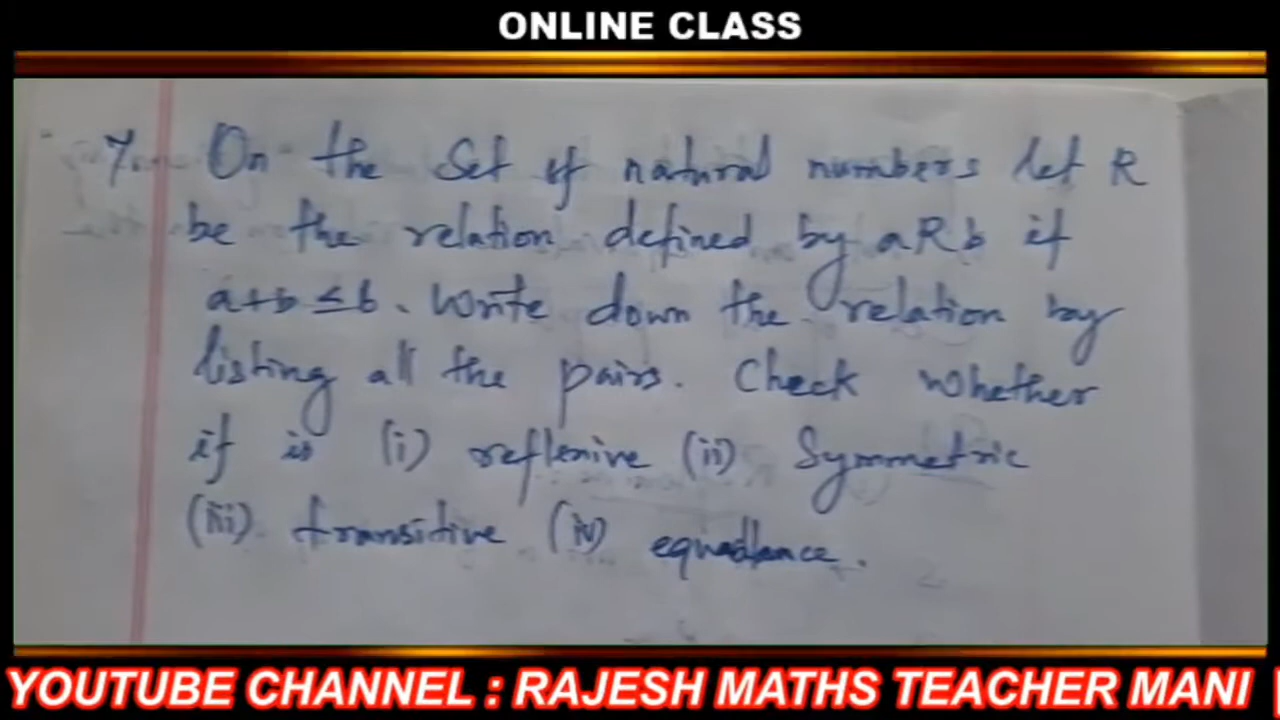 ONLINE CLASS
7. On the Set of natural numbers let R
be the relation defined by aRb if
a+b ≤ b. Write down the relation by
listing all the pairs. Check whether
if is (i) reflexive (ii) Symmetric
(iii) transitive (iv)
YOUTUBE CHANNEL : RAJESH MATHS TEACHER MANI